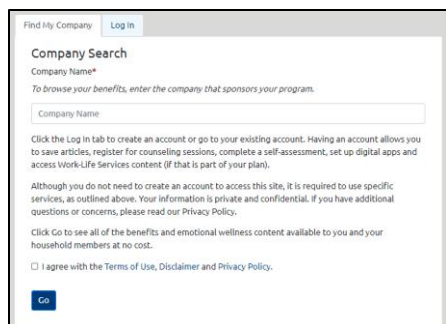 Find My Company
Log In
Company Search
Company Name*
To browse your benefits, enter the company that sponsors your program.
Company Name
Click the Log In tab to create an account or go to your existing account. Having an account allows you
to save articles, register for counseling sessions, complete a self-assessment, set up digital apps and
access Work-Life Services content (if that is part of your plan).
Although you do not need to create an account to access this site, it is required to use specific
services, as outlined above. Your information is private and confidential. If you have additional
questions or concerns, please read our Privacy Policy.
Click Go to see all of the benefits and emotional wellness content available to you and your
household members at no cost.
I agree with the Terms of Use, Disclaimer and Privacy Policy.
Go